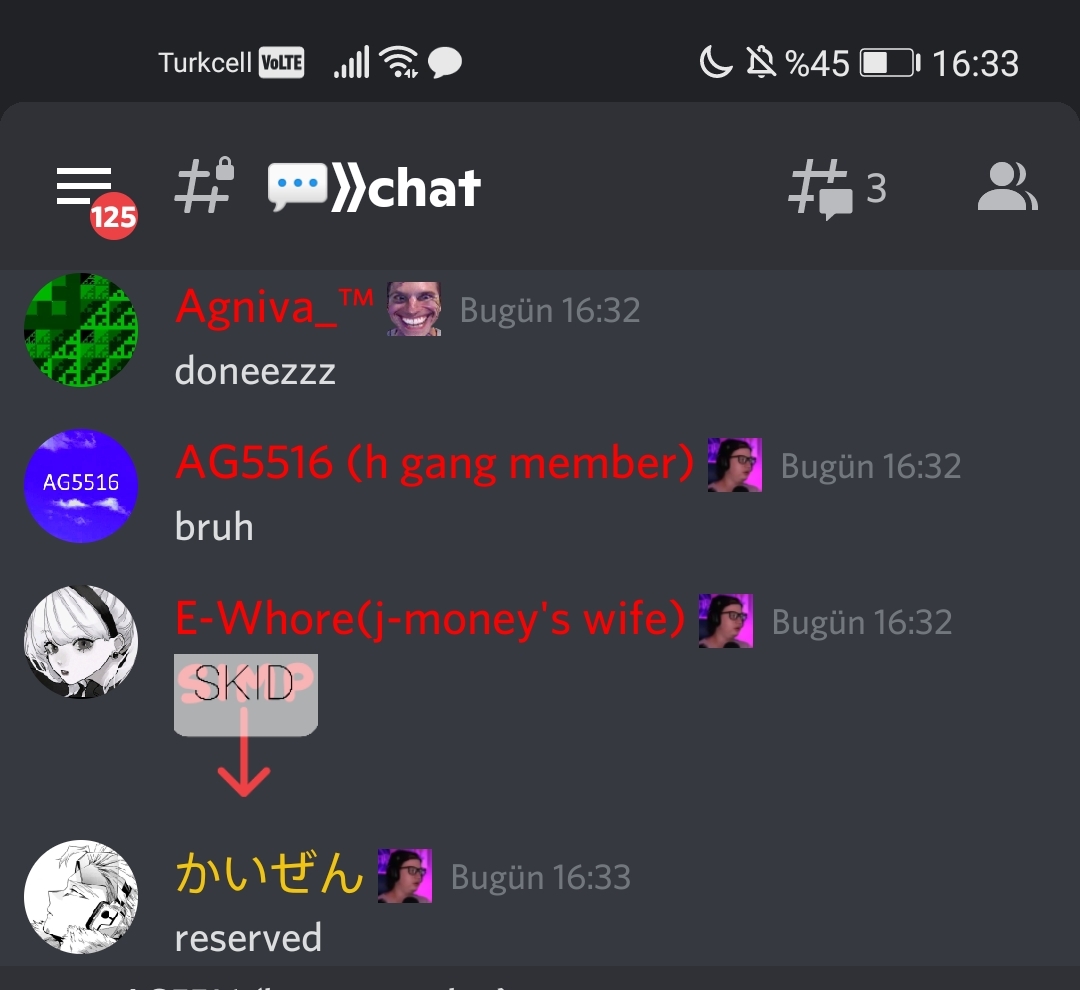 Turkcell VoLTE %45 16:33
125 💬⟫chat 3
Agniva_™ Bugün 16:32
doneezzz
AG5516
AG5516 (h gang member) Bugün 16:32
bruh
E-Whore(j-money's wife) Bugün 16:32
SKID
かいぜん Bugün 16:33
reserved